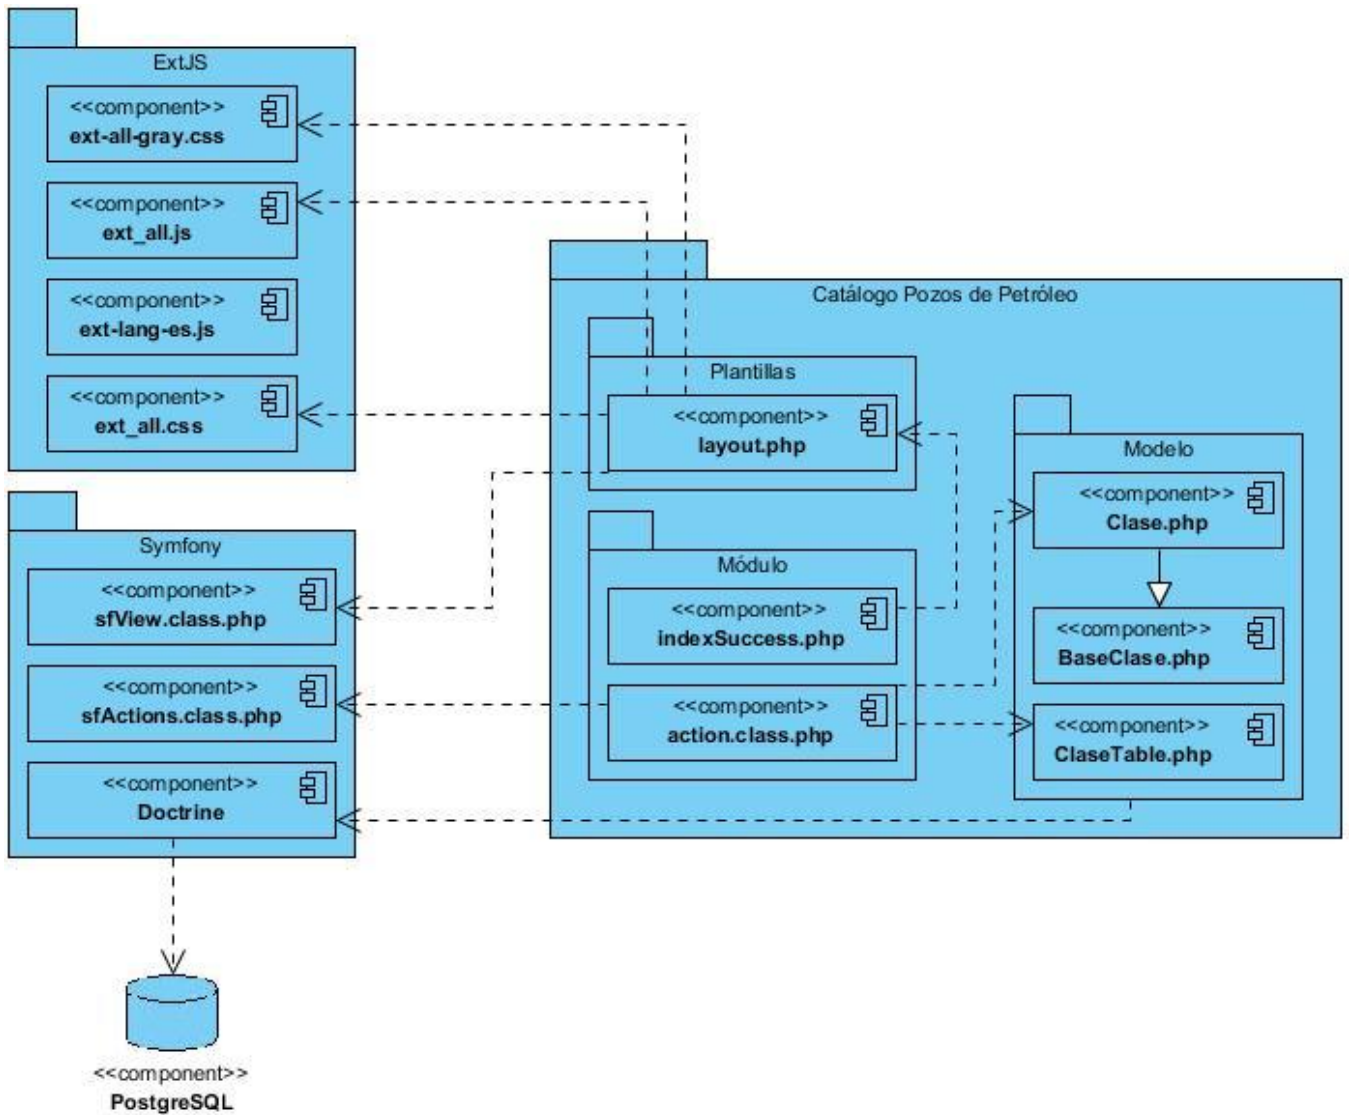 ExtJS
<<component>>
ext-all-gray.css
<<component>>
ext_all.js
<<component>>
ext-lang-es.js
<<component>>
ext_all.css
Symfony
<<component>>
sfView.class.php
<<component>>
sfActions.class.php
<<component>>
Doctrine
<<component>>
PostgreSQL
Catálogo Pozos de Petróleo
Plantillas
<<component>>
layout.php
Módulo
<<component>>
indexSuccess.php
<<component>>
action.class.php
Modelo
<<component>>
Clase.php
<<component>>
BaseClase.php
<<component>>
ClaseTable.php